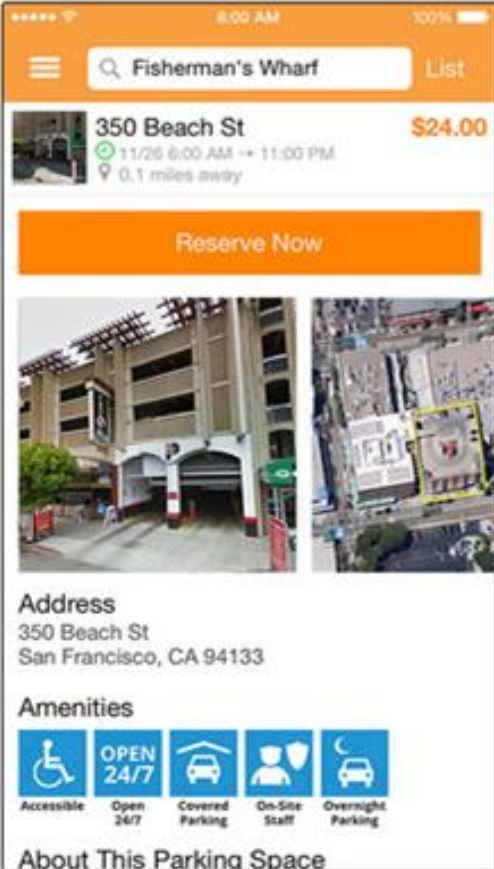 8:00 AM
100%
Fisherman's Wharf
List
350 Beach St
$24.00
11/26 6:00 AM → 11:00 PM
0.1 miles away
Reserve Now
Address
350 Beach St
San Francisco, CA 94133
Amenities
OPEN
24/7
Accessible
Open
24/7
Covered
Parking
On-Site
Staff
Overnight
Parking
About This Parking Space